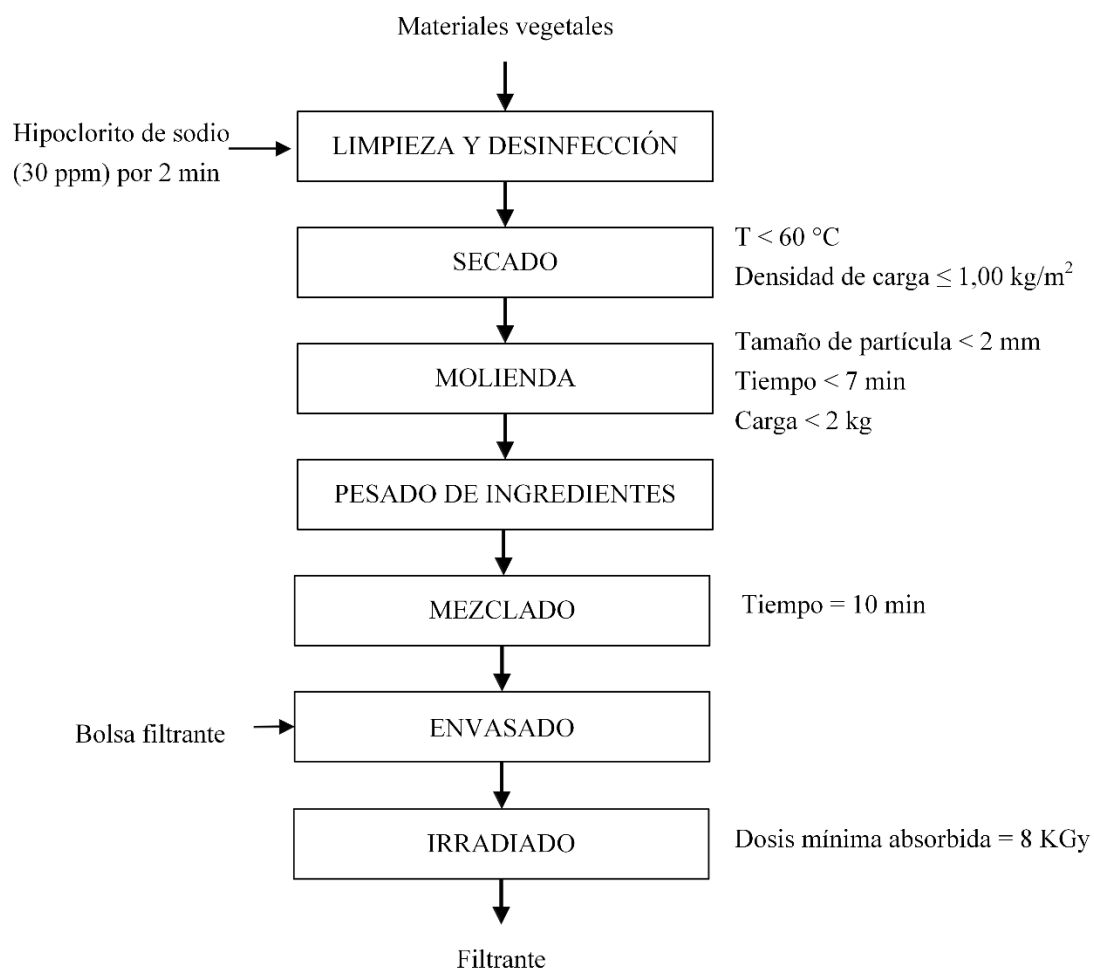 Materiales vegetales
Hipoclorito de sodio
(30 ppm) por 2 min
LIMPIEZA Y DESINFECCIÓN
SECADO
T < 60 °C
Densidad de carga ≤ 1,00 kg/m²
MOLIENDA
Tamaño de partícula < 2 mm
Tiempo < 7 min
Carga < 2 kg
PESADO DE INGREDIENTES
MEZCLADO
Tiempo = 10 min
Bolsa filtrante
ENVASADO
IRRADIADO
Dosis mínima absorbida = 8 KGy
Filtrante